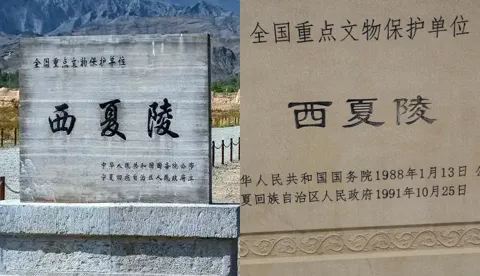 全国重点文物保护单位
西夏陵
中华人民共和国国务院公布
宁夏回族自治区人民政府立
全国重点文物保护单位
西夏陵
华人民共和国国务院1988年1月13日 公
夏回族自治区人民政府1991年10月25日